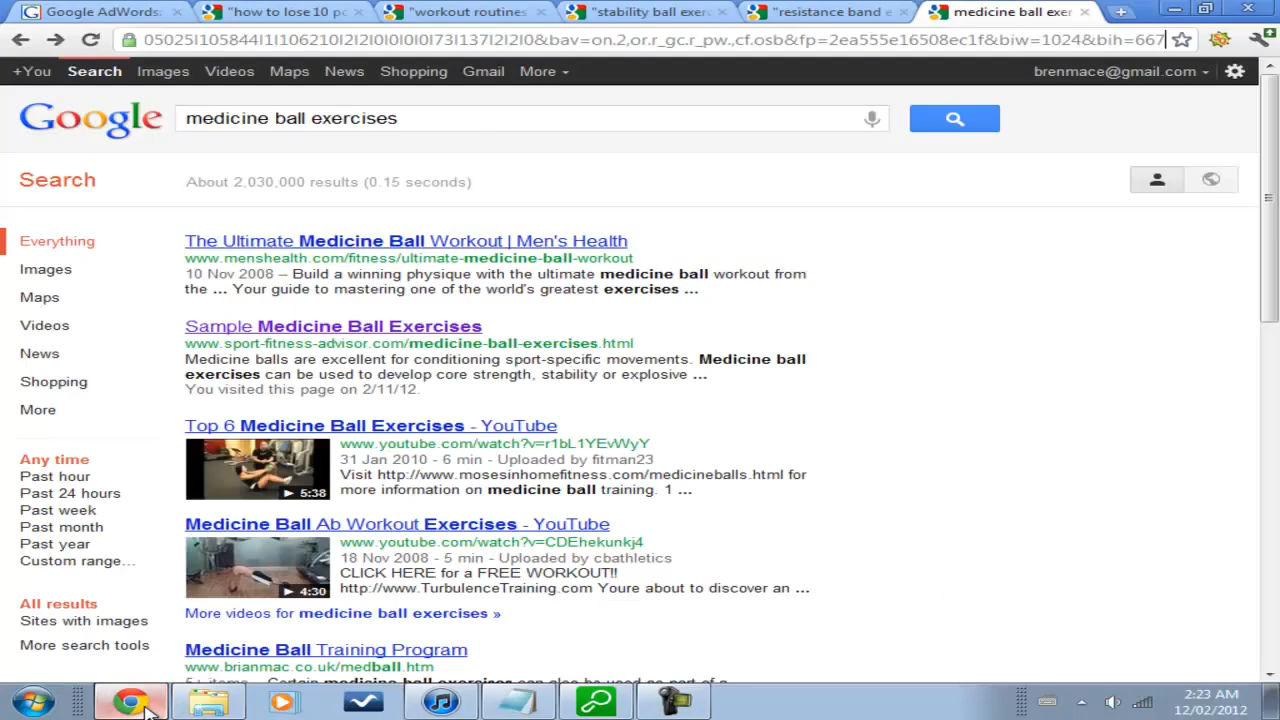 Google AdWords:
"how to lose 10 po
"workout routines
"stability ball exer
"resistance band e
medicine ball exer
05025l105844l1l106210l2l2l0l0l0l0l73l137l2l2l0&bav=on.2,or.r_gc.r_pw.,cf.osb&fp=2ea555e16508ec1f&biw=1024&bih=667
+You Search Images Videos Maps News Shopping Gmail More
brenmace@gmail.com
Google
medicine ball exercises
Search
About 2,030,000 results (0.15 seconds)
Everything
Images
Maps
Videos
News
Shopping
More
Any time
Past hour
Past 24 hours
Past week
Past month
Past year
Custom range...
All results
Sites with images
More search tools
The Ultimate Medicine Ball Workout | Men's Health
www.menshealth.com/fitness/ultimate-medicine-ball-workout
10 Nov 2008 – Build a winning physique with the ultimate medicine ball workout from
the ... Your guide to mastering one of the world's greatest exercises ...
Sample Medicine Ball Exercises
www.sport-fitness-advisor.com/medicine-ball-exercises.html
Medicine balls are excellent for conditioning sport-specific movements. Medicine ball
exercises can be used to develop core strength, stability or explosive ...
You visited this page on 2/11/12.
Top 6 Medicine Ball Exercises - YouTube
www.youtube.com/watch?v=r1bL1YEvWyY
31 Jan 2010 - 6 min - Uploaded by fitman23
Visit http://www.mosesinhomefitness.com/medicineballs.html for
more information on medicine ball training. 1 ...
5:38
Medicine Ball Ab Workout Exercises - YouTube
www.youtube.com/watch?v=CDEhekunkj4
18 Nov 2008 - 5 min - Uploaded by cbathletics
CLICK HERE for a FREE WORKOUT!!
http://www.TurbulenceTraining.com Youre about to discover an ...
4:30
More videos for medicine ball exercises »
Medicine Ball Training Program
www.brianmac.co.uk/medball.htm
2:23 AM
12/02/2012